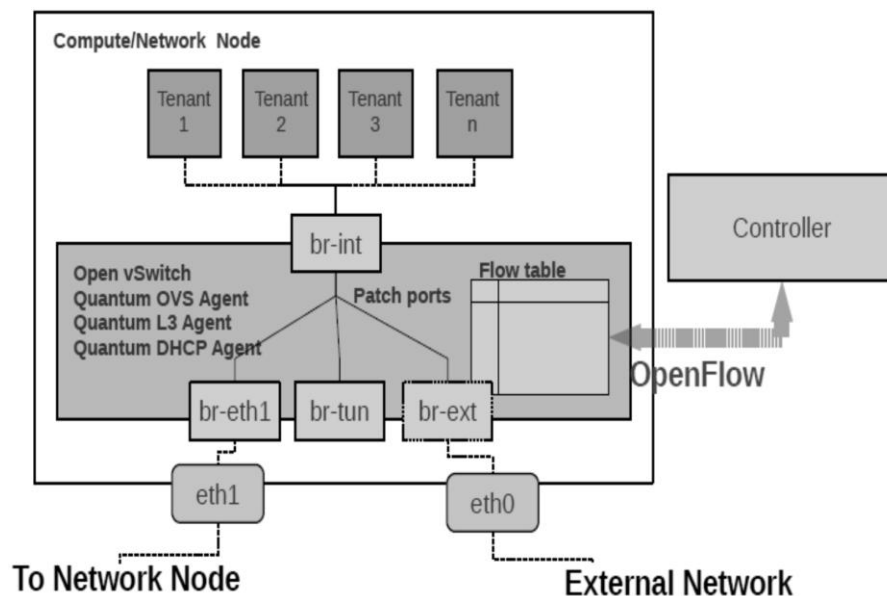 Compute/Network Node
Tenant
1
Tenant
2
Tenant
3
Tenant
n
br-int
Controller
Open vSwitch
Quantum OVS Agent
Quantum L3 Agent
Quantum DHCP Agent
Patch ports
Flow table
OpenFlow
br-eth1
br-tun
br-ext
eth1
eth0
To Network Node
External Network